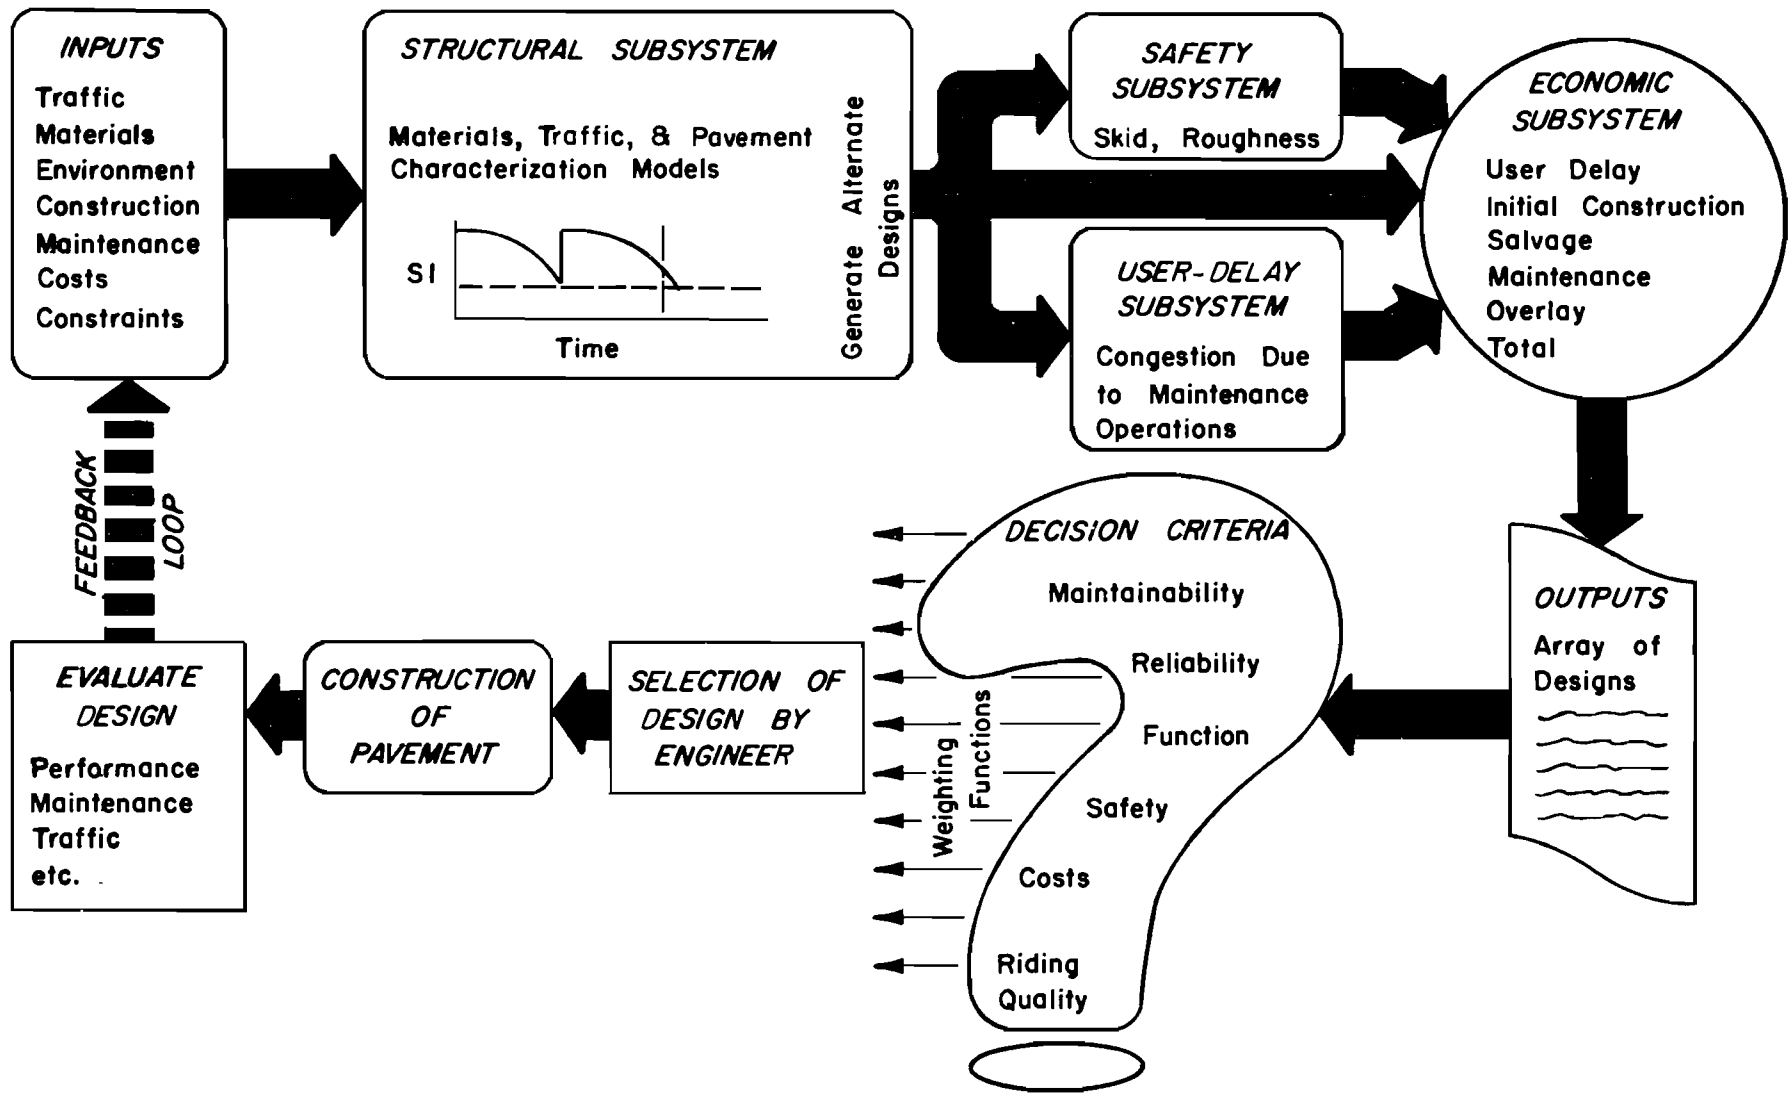 INPUTS
Traffic
Materials
Environment
Construction
Maintenance
Costs
Constraints
STRUCTURAL SUBSYSTEM
Materials, Traffic, & Pavement
Characterization Models
SI
Time
Generate Alternate
Designs
SAFETY
SUBSYSTEM
Skid, Roughness
USER-DELAY
SUBSYSTEM
Congestion Due
to Maintenance
Operations
ECONOMIC
SUBSYSTEM
User Delay
Initial Construction
Salvage
Maintenance
Overlay
Total
OUTPUTS
Array of
Designs
DECISION CRITERIA
Maintainability
Reliability
Function
Safety
Costs
Riding
Quality
Weighting
Functions
SELECTION OF
DESIGN BY
ENGINEER
CONSTRUCTION
OF
PAVEMENT
EVALUATE
DESIGN
Performance
Maintenance
Traffic
etc.
FEEDBACK
LOOP